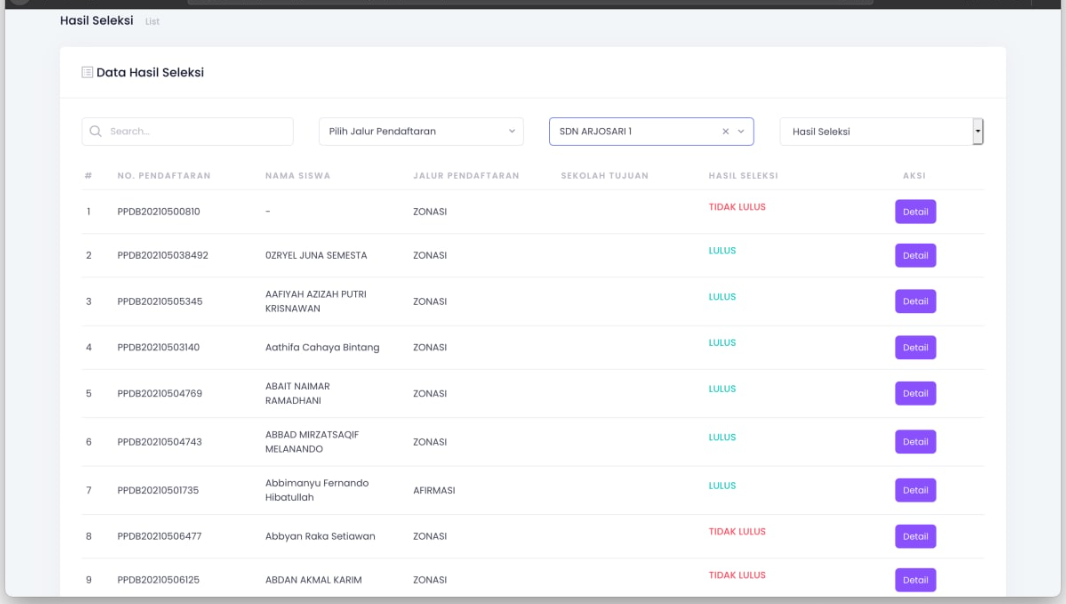 Hasil Seleksi List
Data Hasil Seleksi
Search...
Pilih Jalur Pendaftaran
SDN ARJOSARI 1
Hasil Seleksi
# NO. PENDAFTARAN NAMA SISWA JALUR PENDAFTARAN SEKOLAH TUJUAN HASIL SELEKSI AKSI
1 PPDB20210500810 - ZONASI TIDAK LULUS Detail
2 PPDB202105038492 0ZRYEL JUNA SEMESTA ZONASI LULUS Detail
3 PPDB20210505345 AAFIYAH AZIZAH PUTRI
KRISNAWAN ZONASI LULUS Detail
4 PPDB20210503140 Aathifa Cahaya Bintang ZONASI LULUS Detail
5 PPDB20210504769 ABAIT NAIMAR
RAMADHANI ZONASI LULUS Detail
6 PPDB20210504743 ABBAD MIRZATSAQIF
MELANANDO ZONASI LULUS Detail
7 PPDB20210501735 Abbimanyu Fernando
Hibatullah AFIRMASI LULUS Detail
8 PPDB20210506477 Abbyan Raka Setiawan ZONASI TIDAK LULUS Detail
9 PPDB20210506125 ABDAN AKMAL KARIM ZONASI TIDAK LULUS Detail